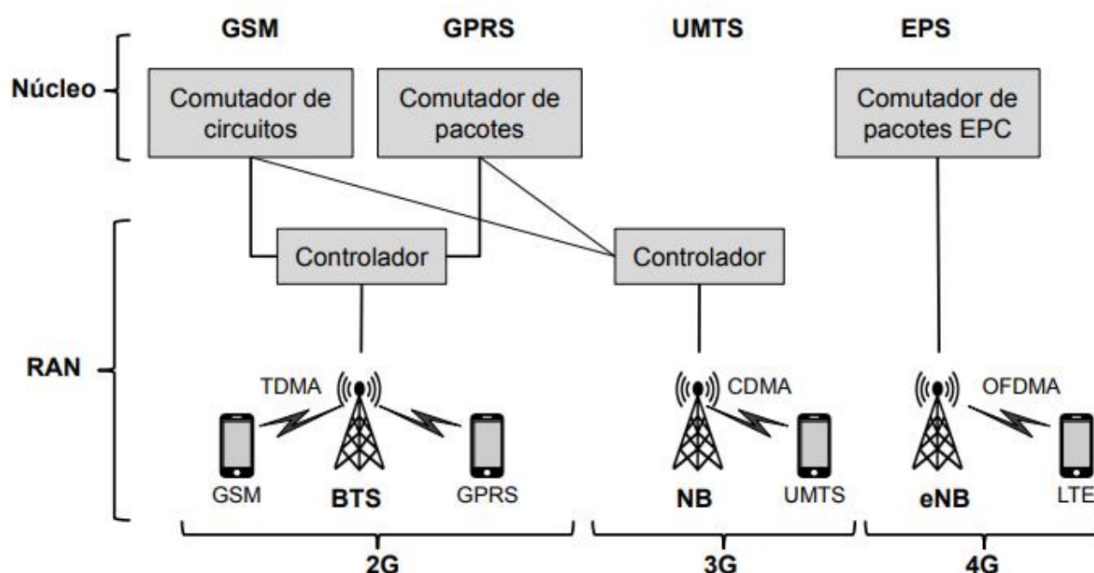 GSM
GPRS
UMTS
EPS
Núcleo
Comutador de
circuitos
Comutador de
pacotes
Comutador de
pacotes EPC
Controlador
Controlador
RAN
TDMA
CDMA
OFDMA
GSM
BTS
GPRS
NB
UMTS
eNB
LTE
2G
3G
4G